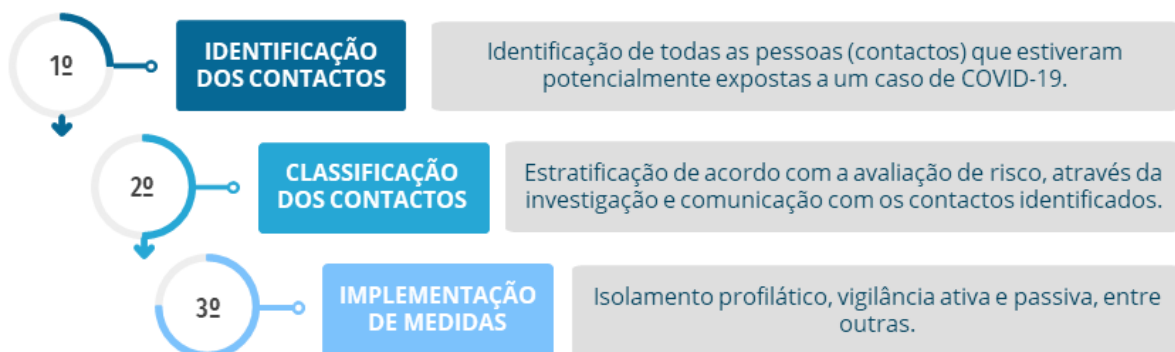 1º
IDENTIFICAÇÃO
DOS CONTACTOS
Identificação de todas as pessoas (contactos) que estiveram
potencialmente expostas a um caso de COVID-19.
2º
CLASSIFICAÇÃO
DOS CONTACTOS
Estratificação de acordo com a avaliação de risco, através da
investigação e comunicação com os contactos identificados.
3º
IMPLEMENTAÇÃO
DE MEDIDAS
Isolamento profilático, vigilância ativa e passiva, entre
outras.